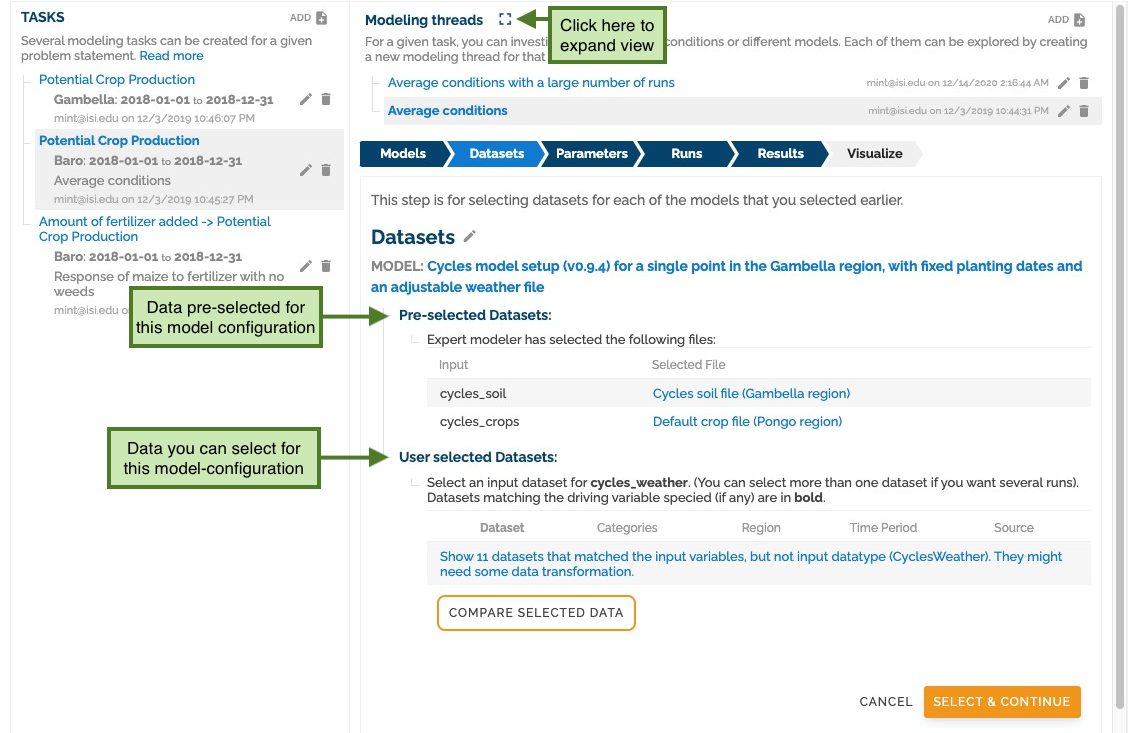 TASKS
ADD
Several modeling tasks can be created for a given
problem statement. Read more
Potential Crop Production
Gambella: 2018-01-01 to 2018-12-31
mint@isi.edu on 12/3/2019 10:46:07 PM
Potential Crop Production
Baro: 2018-01-01 to 2018-12-31
Average conditions
mint@isi.edu on 12/3/2019 10:45:27 PM
Amount of fertilizer added -> Potential
Crop Production
Baro: 2018-01-01 to 2018-12-31
Response of maize to fertilizer with no
weeds
mint@isi.edu o
Data pre-selected for
this model configuration
Data you can select for
this model-configuration
Modeling threads
Click here to
expand view
ADD
For a given task, you can investi conditions or different models. Each of them can be explored by creating
a new modeling thread for that
Average conditions with a large number of runs
mint@isi.edu on 12/14/2020 2:16:44 AM
Average conditions
mint@isi.edu on 12/3/2019 10:44:31 PM
Models Datasets Parameters Runs Results Visualize
This step is for selecting datasets for each of the models that you selected earlier.
Datasets
MODEL: Cycles model setup (v0.9.4) for a single point in the Gambella region, with fixed planting dates and
an adjustable weather file
Pre-selected Datasets:
Expert modeler has selected the following files:
Input Selected File
cycles_soil Cycles soil file (Gambella region)
cycles_crops Default crop file (Pongo region)
User selected Datasets:
Select an input dataset for cycles_weather. (You can select more than one dataset if you want several runs).
Datasets matching the driving variable specied (if any) are in bold.
Dataset Categories Region Time Period Source
Show 11 datasets that matched the input variables, but not input datatype (CyclesWeather). They might
need some data transformation.
COMPARE SELECTED DATA
CANCEL SELECT & CONTINUE